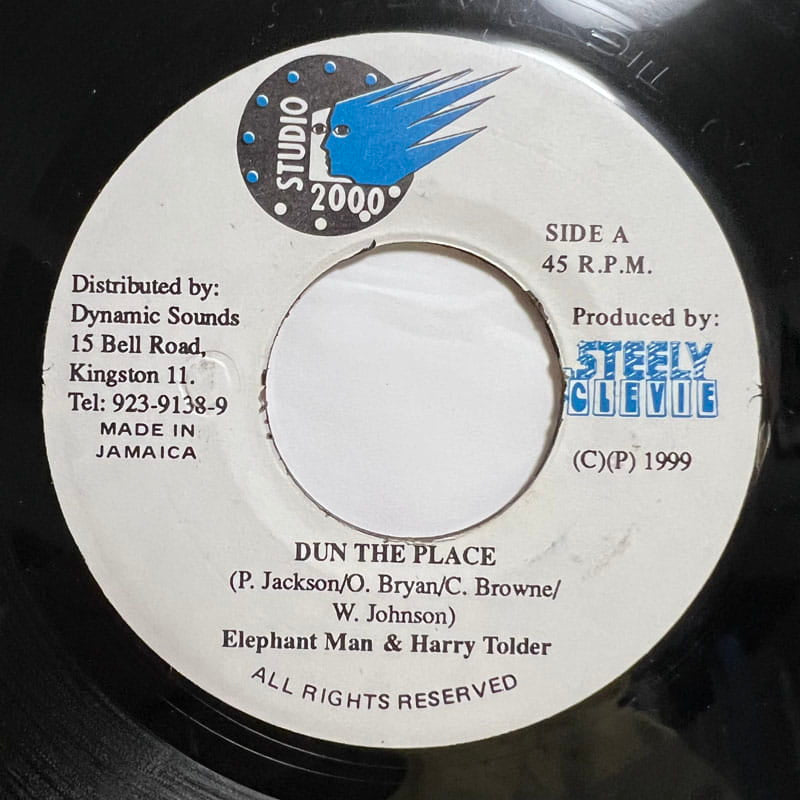 STUDIO
2000
SIDE A
45 R.P.M.
Distributed by:
Dynamic Sounds
15 Bell Road,
Kingston 11.
Tel: 923-9138-9
MADE IN
JAMAICA
Produced by:
STEELY
CLEVIE
(C)(P) 1999
DUN THE PLACE
(P. Jackson/O. Bryan/C. Browne/
W. Johnson)
Elephant Man & Harry Tolder
ALL RIGHTS RESERVED